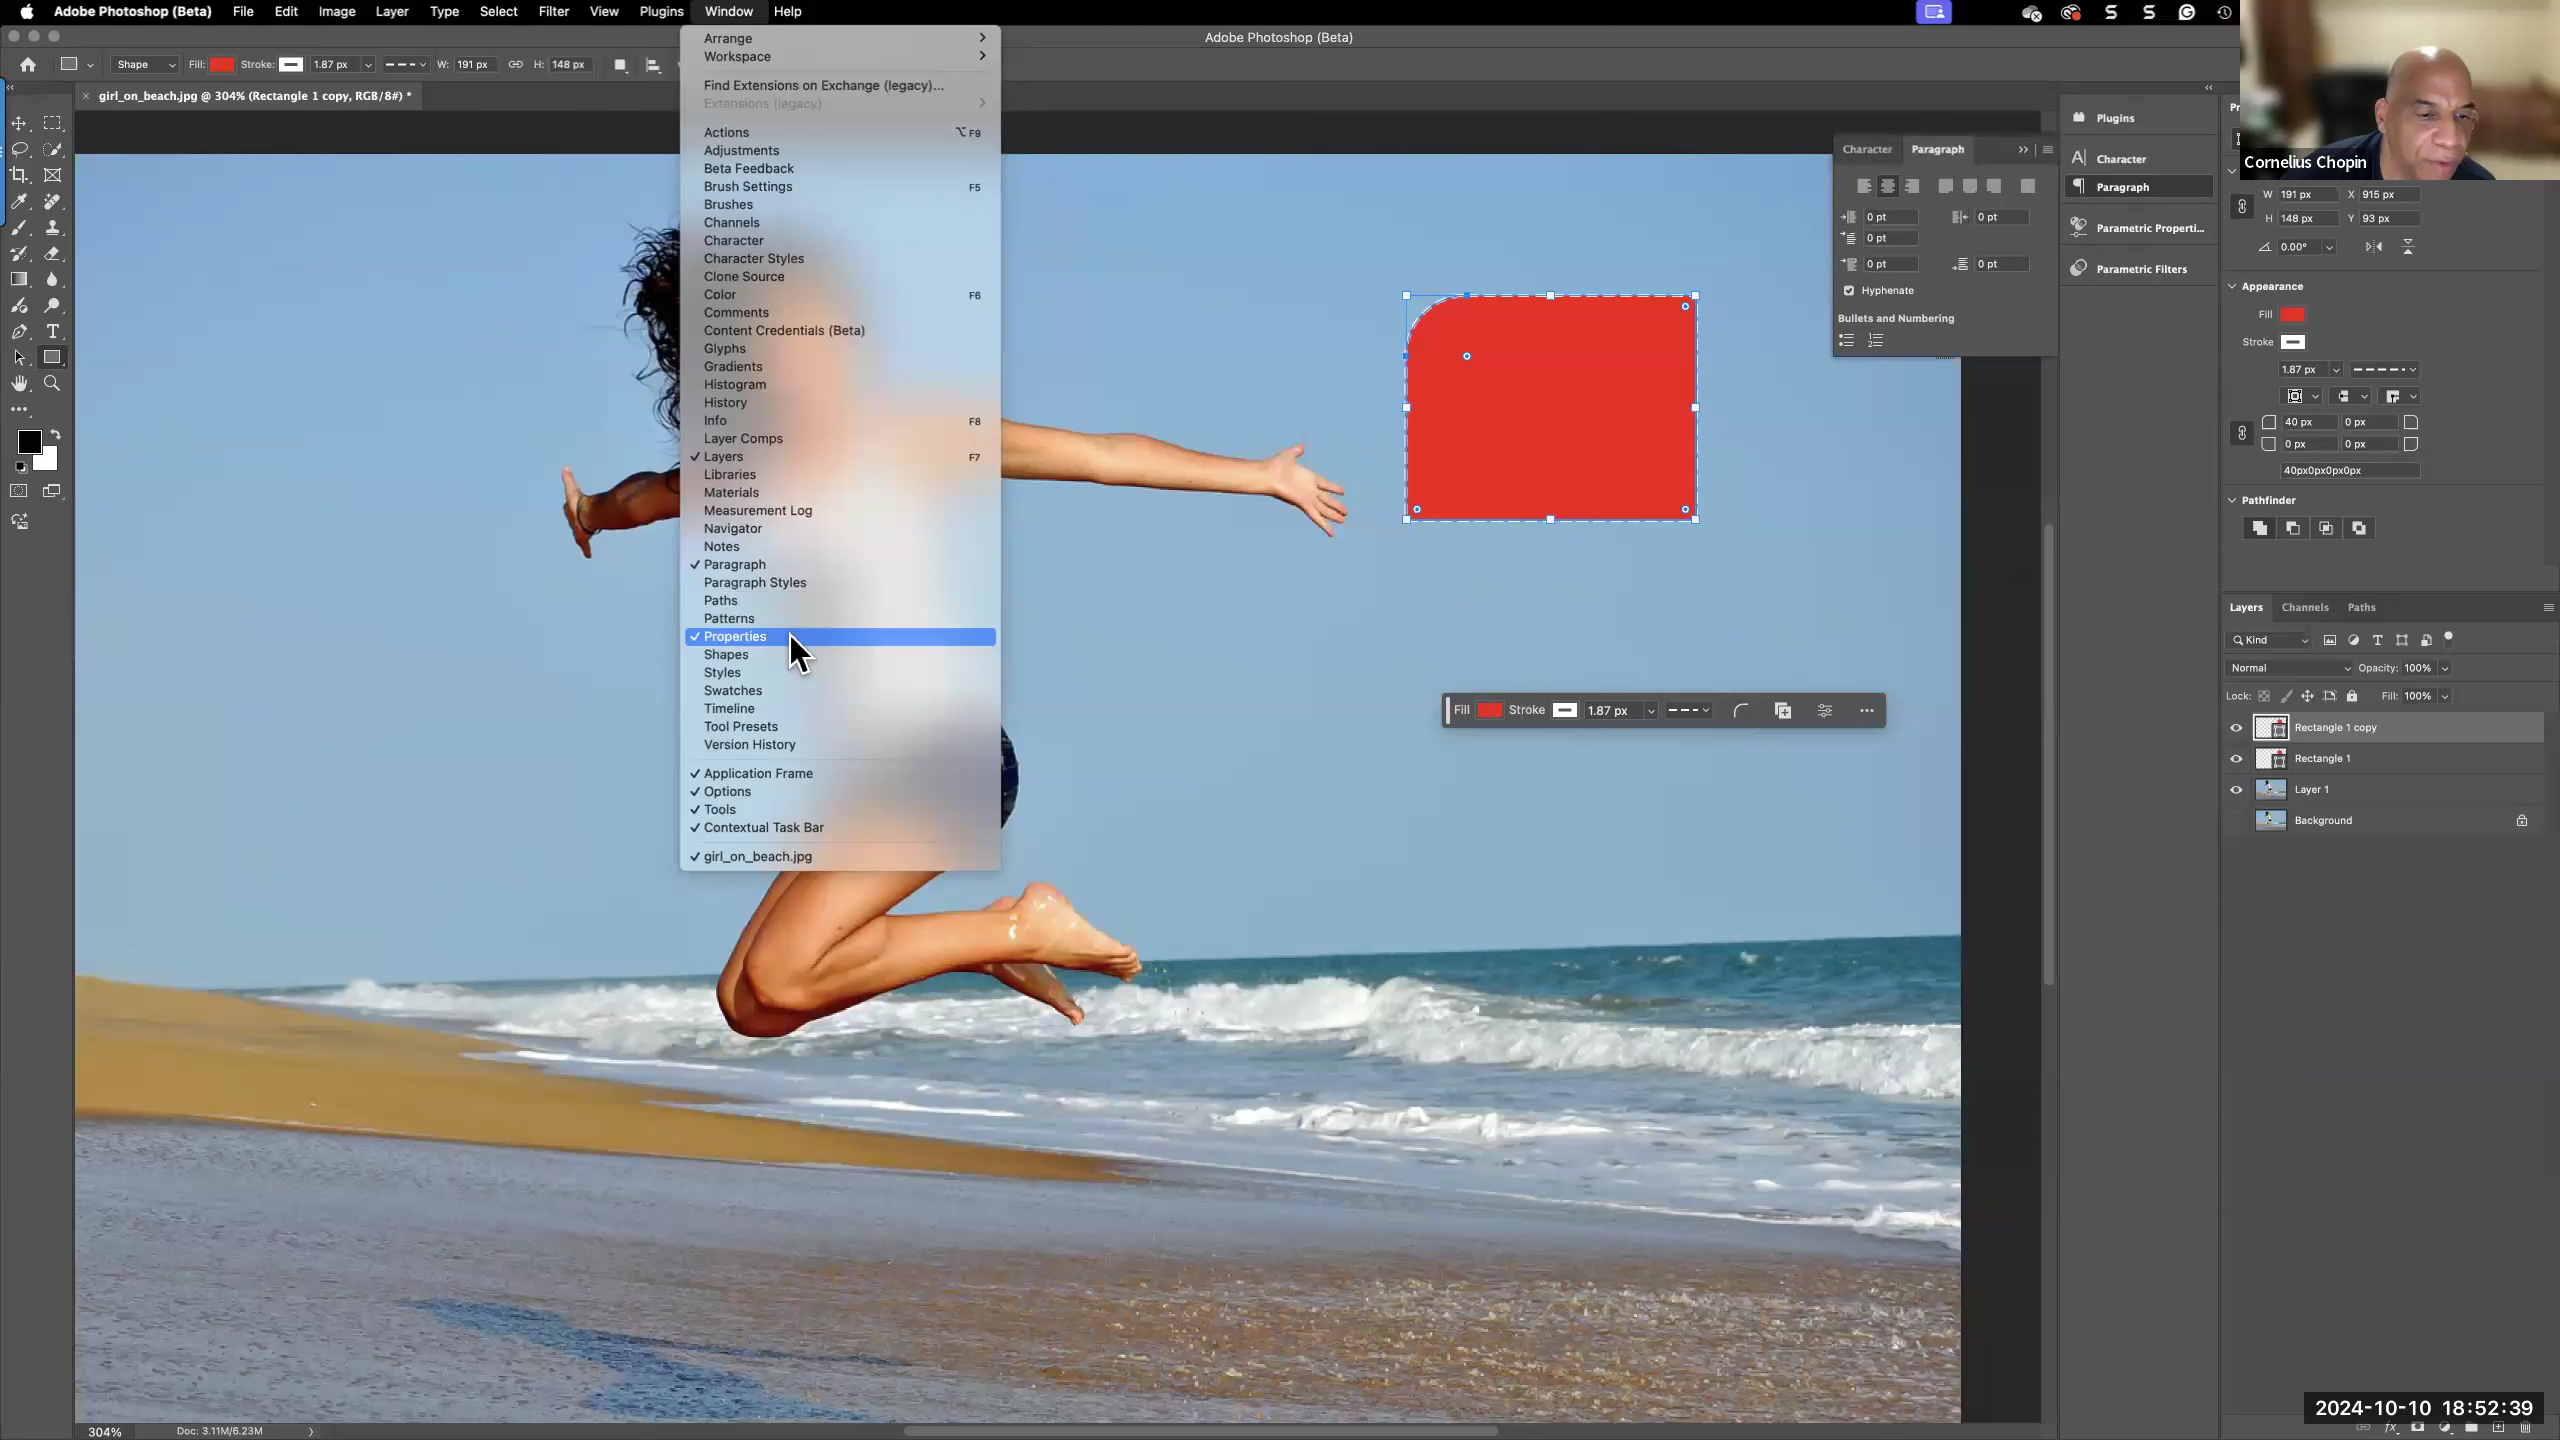 Adobe Photoshop (Beta) File Edit Image Layer Type Select Filter View Plugins Window Help
Adobe Photoshop (Beta)
Shape Fill: Stroke: 1.87 px W: 191 px H: 148 px
girl_on_beach.jpg @ 304% (Rectangle 1 copy, RGB/8#) *
Arrange
Workspace
Find Extensions on Exchange (legacy)...
Extensions (legacy)
Actions ⌥ F9
Adjustments
Beta Feedback
Brush Settings F5
Brushes
Channels
Character
Character Styles
Clone Source
Color F6
Comments
Content Credentials (Beta)
Glyphs
Gradients
Histogram
History
Info F8
Layer Comps
Layers F7
Libraries
Materials
Measurement Log
Navigator
Notes
Paragraph
Paragraph Styles
Paths
Patterns
Properties
Shapes
Styles
Swatches
Timeline
Tool Presets
Version History
Application Frame
Options
Tools
Contextual Task Bar
girl_on_beach.jpg
Character Paragraph
0 pt 0 pt
0 pt
0 pt 0 pt
Hyphenate
Bullets and Numbering
Fill Stroke 1.87 px
Plugins
Character
Paragraph
Parametric Properti...
Parametric Filters
Cornelius Chopin
W 191 px X 915 px
H 148 px Y 93 px
0.00°
Appearance
Fill
Stroke
1.87 px
40 px 0 px
0 px 0 px
40px0px0px0px
Pathfinder
Layers Channels Paths
Kind
Normal Opacity: 100%
Lock: Fill: 100%
Rectangle 1 copy
Rectangle 1
Layer 1
Background
2024-10-10 18:52:39
304% Doc: 3.11M/6.23M